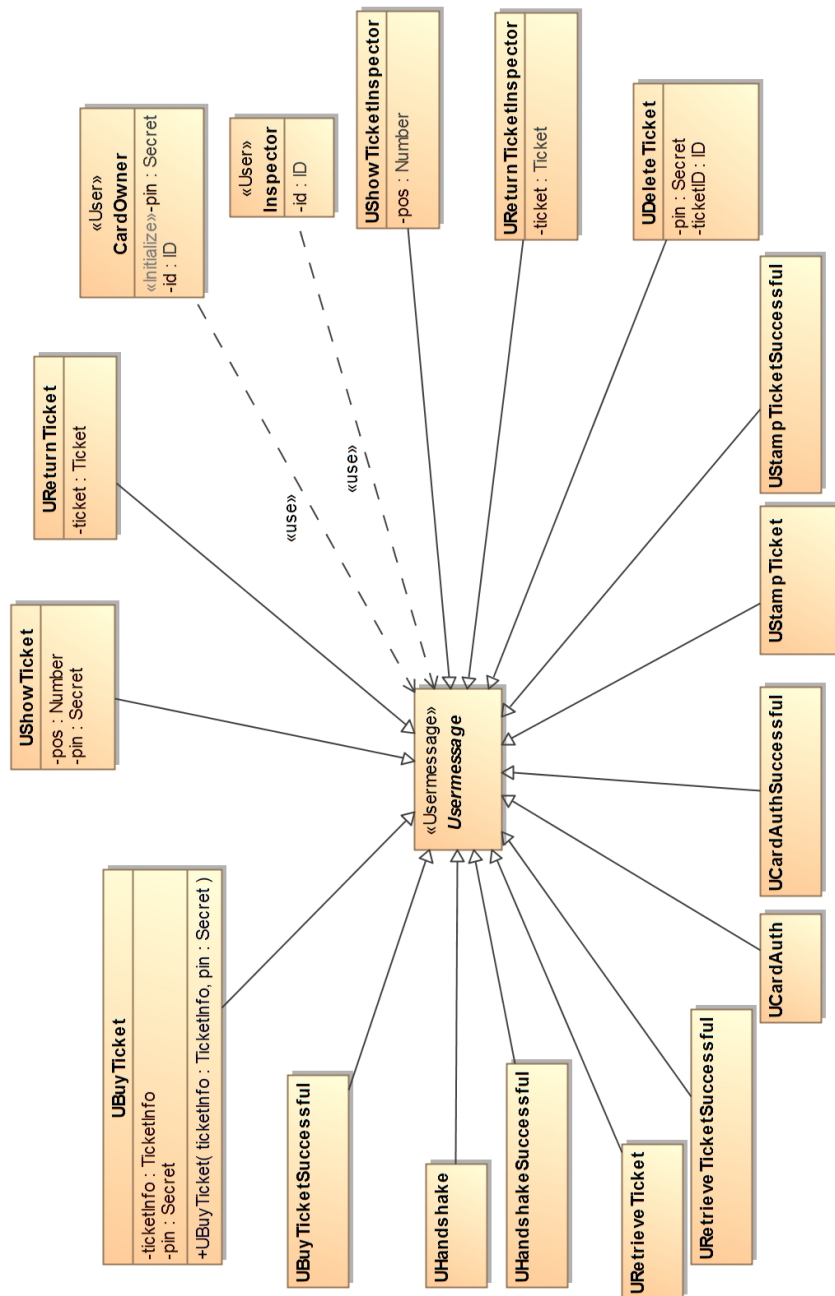 UBuyTicket
-ticketInfo : TicketInfo
-pin : Secret
+UBuyTicket( ticketInfo : TicketInfo, pin : Secret )
UShowTicket
-pos : Number
-pin : Secret
UReturnTicket
-ticket : Ticket
«User»
CardOwner
«Initialize»-pin : Secret
-id : ID
«User»
Inspector
-id : ID
UShowTicketInspector
-pos : Number
UReturnTicketInspector
-ticket : Ticket
UDeleteTicket
-pin : Secret
-ticketID : ID
«use»
«use»
«Usermessage»
Usermessage
UBuyTicketSuccessful
UHandshake
UHandshakeSuccessful
URetrieveTicket
URetrieveTicketSuccessful
UCardAuth
UCardAuthSuccessful
UStampTicket
UStampTicketSuccessful